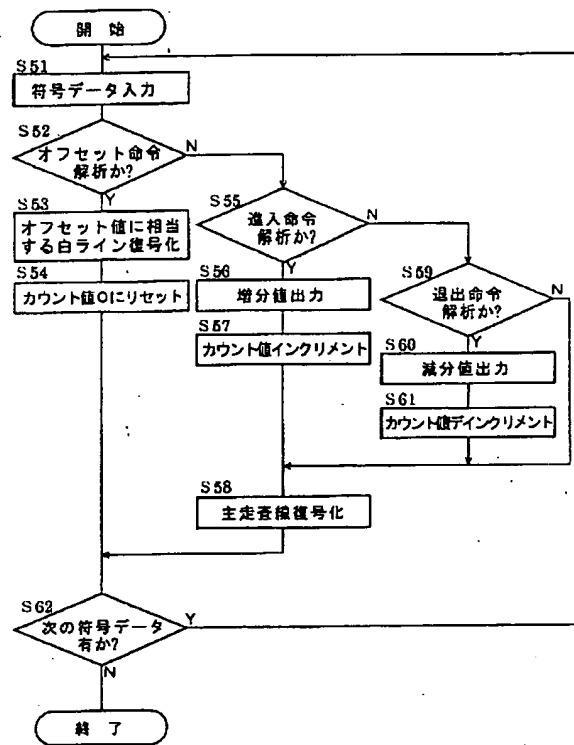 開始
S51
符号データ入力
S52
オフセット命令
解析か?
N
Y
S53
オフセット値に相当
する白ライン復号化
S54
カウント値0にリセット
S55
進入命令
解析か?
N
Y
S56
増分値出力
S57
カウント値インクリメント
S59
退出命令
解析か?
N
Y
S60
減分値出力
S61
カウント値デインクリメント
S58
主走査線復号化
S62
次の符号データ
有か?
Y
N
終了